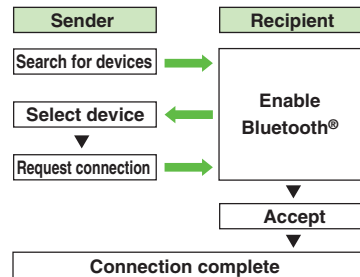 Sender
Recipient
Search for devices
Enable
Bluetooth®
Select device
Request connection
Accept
Connection complete